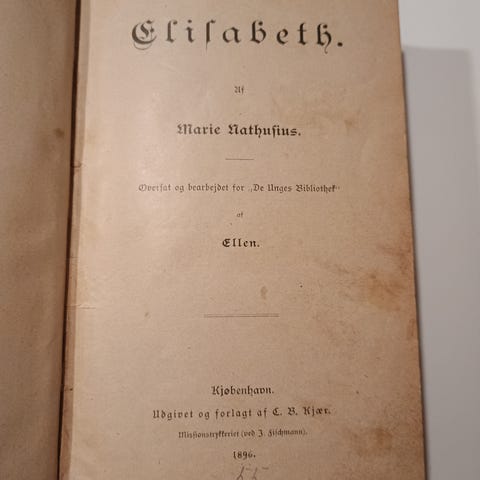 Elisabeth.
Af
Marie Nathusius.
Oversat og bearbejdet for „De Unges Bibliothek“
af
Ellen.
Kjøbenhavn.
Udgivet og forlagt af C. B. Kjær.
Missionstrykkeriet (ved J. Fischmann).
1896.